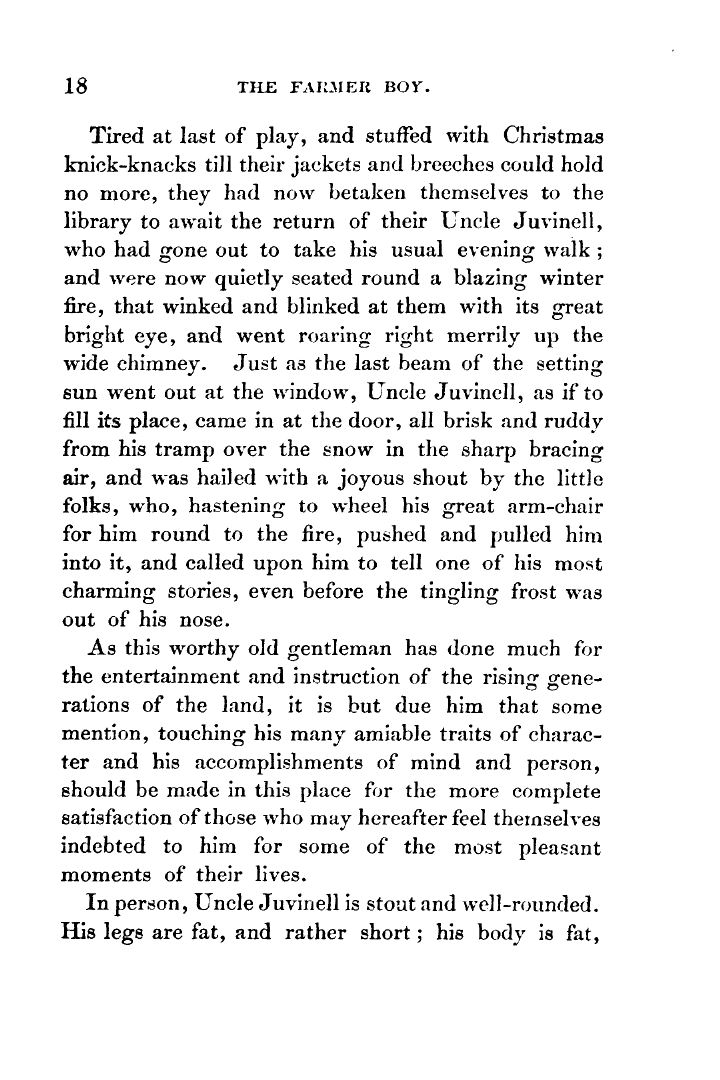 18 THE FARMER BOY.
Tired at last of play, and stuffed with Christmas
knick-knacks till their jackets and breeches could hold
no more, they had now betaken themselves to the
library to await the return of their Uncle Juvinell,
who had gone out to take his usual evening walk ;
and were now quietly seated round a blazing winter
fire, that winked and blinked at them with its great
bright eye, and went roaring right merrily up the
wide chimney. Just as the last beam of the setting
sun went out at the window, Uncle Juvinell, as if to
fill its place, came in at the door, all brisk and ruddy
from his tramp over the snow in the sharp bracing
air, and was hailed with a joyous shout by the little
folks, who, hastening to wheel his great arm-chair
for him round to the fire, pushed and pulled him
into it, and called upon him to tell one of his most
charming stories, even before the tingling frost was
out of his nose.
As this worthy old gentleman has done much for
the entertainment and instruction of the rising gene-
rations of the land, it is but due him that some
mention, touching his many amiable traits of charac-
ter and his accomplishments of mind and person,
should be made in this place for the more complete
satisfaction of those who may hereafter feel themselves
indebted to him for some of the most pleasant
moments of their lives.
In person, Uncle Juvinell is stout and well-rounded.
His legs are fat, and rather short ; his body is fat,